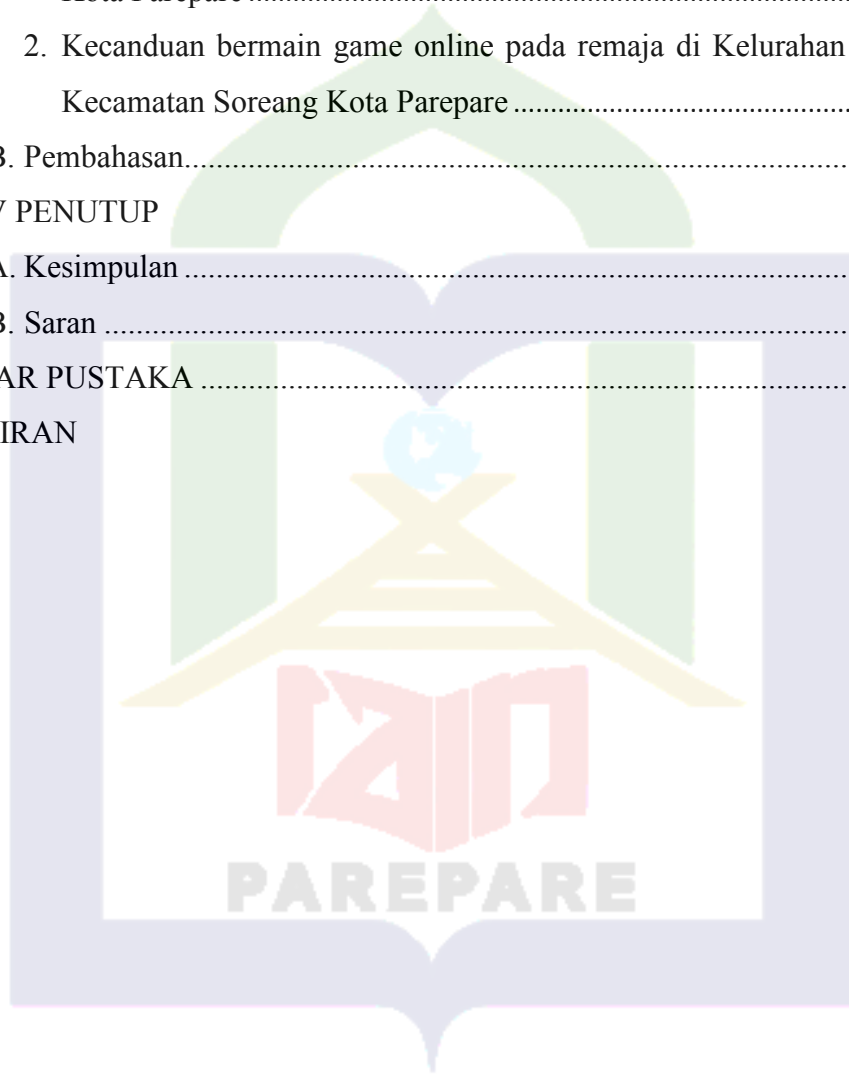 Kota Parepare ..........................................................................................
2. Kecanduan bermain game online pada remaja di Kelurahan
Kecamatan Soreang Kota Parepare ..................................................
B. Pembahasan...................................................................................................
V PENUTUP
A. Kesimpulan ...................................................................................................
B. Saran .............................................................................................................
AR PUSTAKA ....................................................................................................
IRAN
iain
PAREPARE